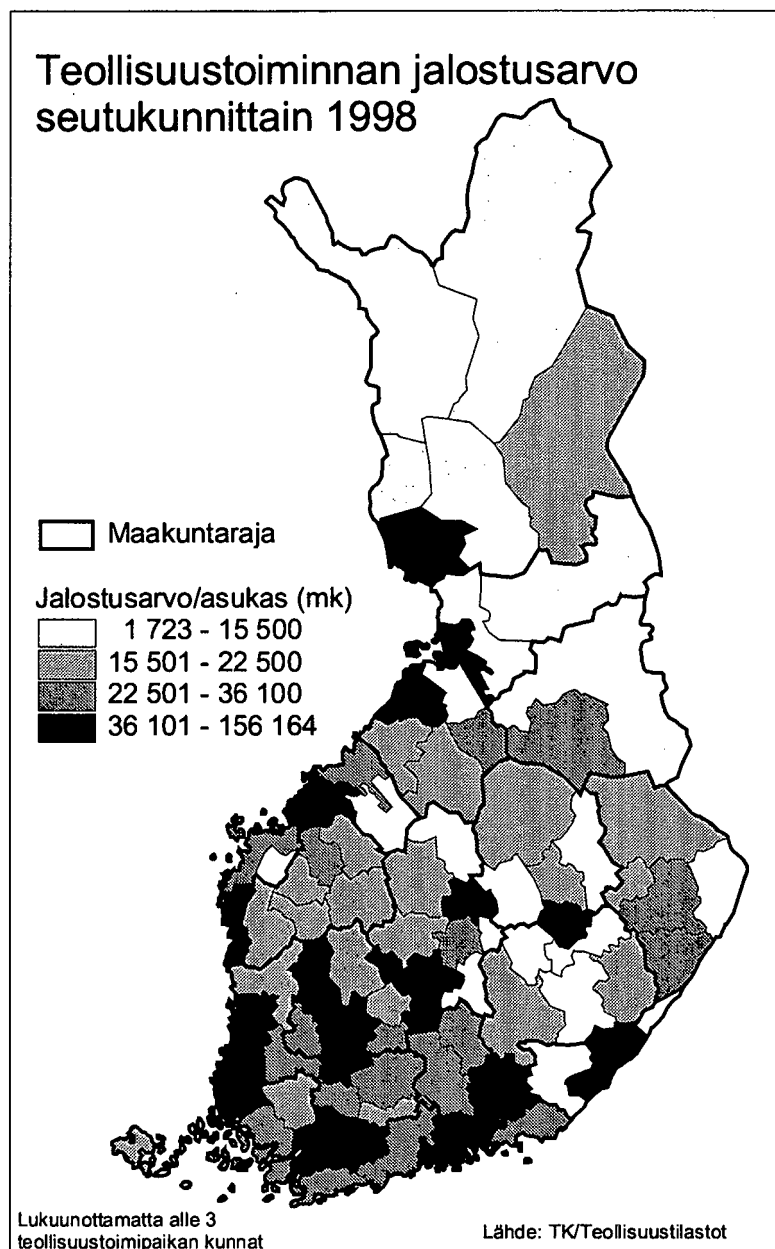 Teollisuustoiminnan jalostusarvo
seutukunnittain 1998
Maakuntaraja
Jalostusarvo/asukas (mk)
1 723 - 15 500
15 501 - 22 500
22 501 - 36 100
36 101 - 156 164
Lukuunottamatta alle 3
teollisuustoimipaikan kunnat
Lähde: TK/Teollisuustilastot